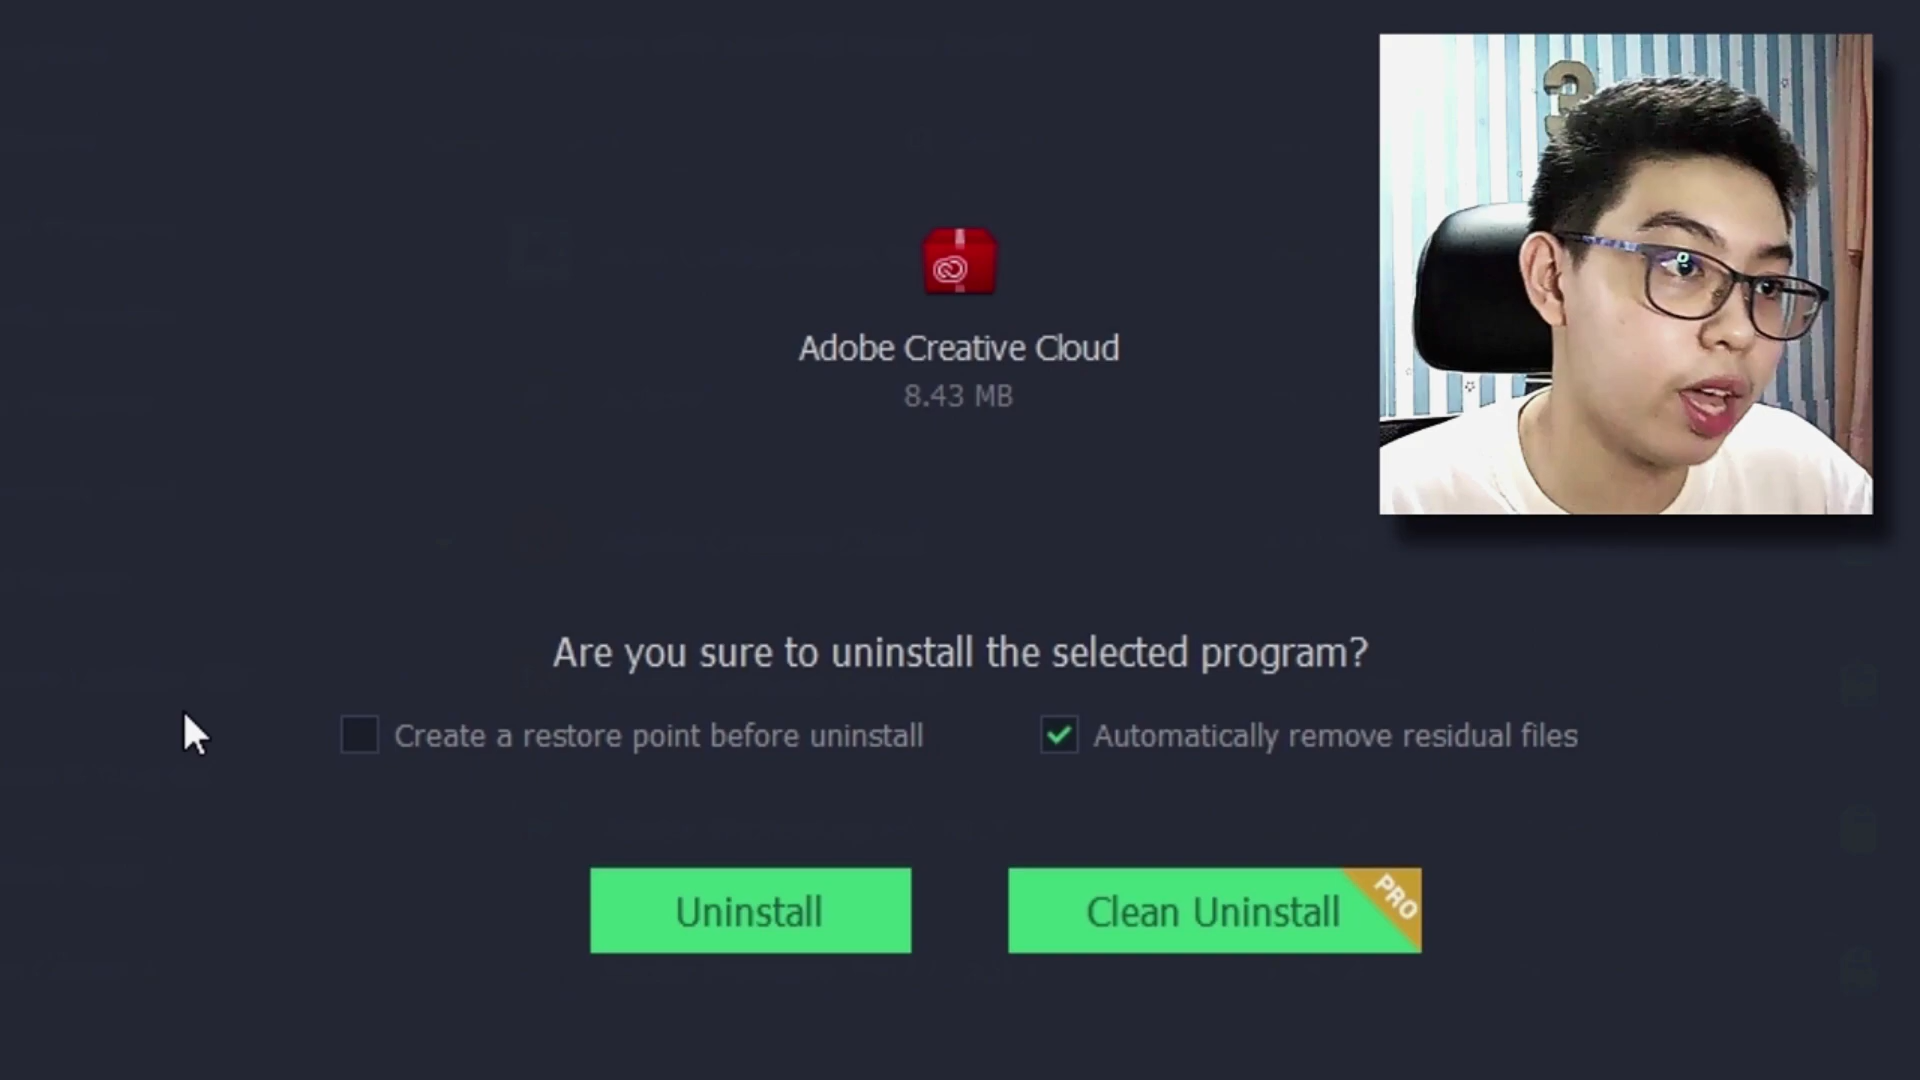 Adobe Creative Cloud
8.43 MB
Are you sure to uninstall the selected program?
Create a restore point before uninstall
Automatically remove residual files
Uninstall
Clean Uninstall
PRO